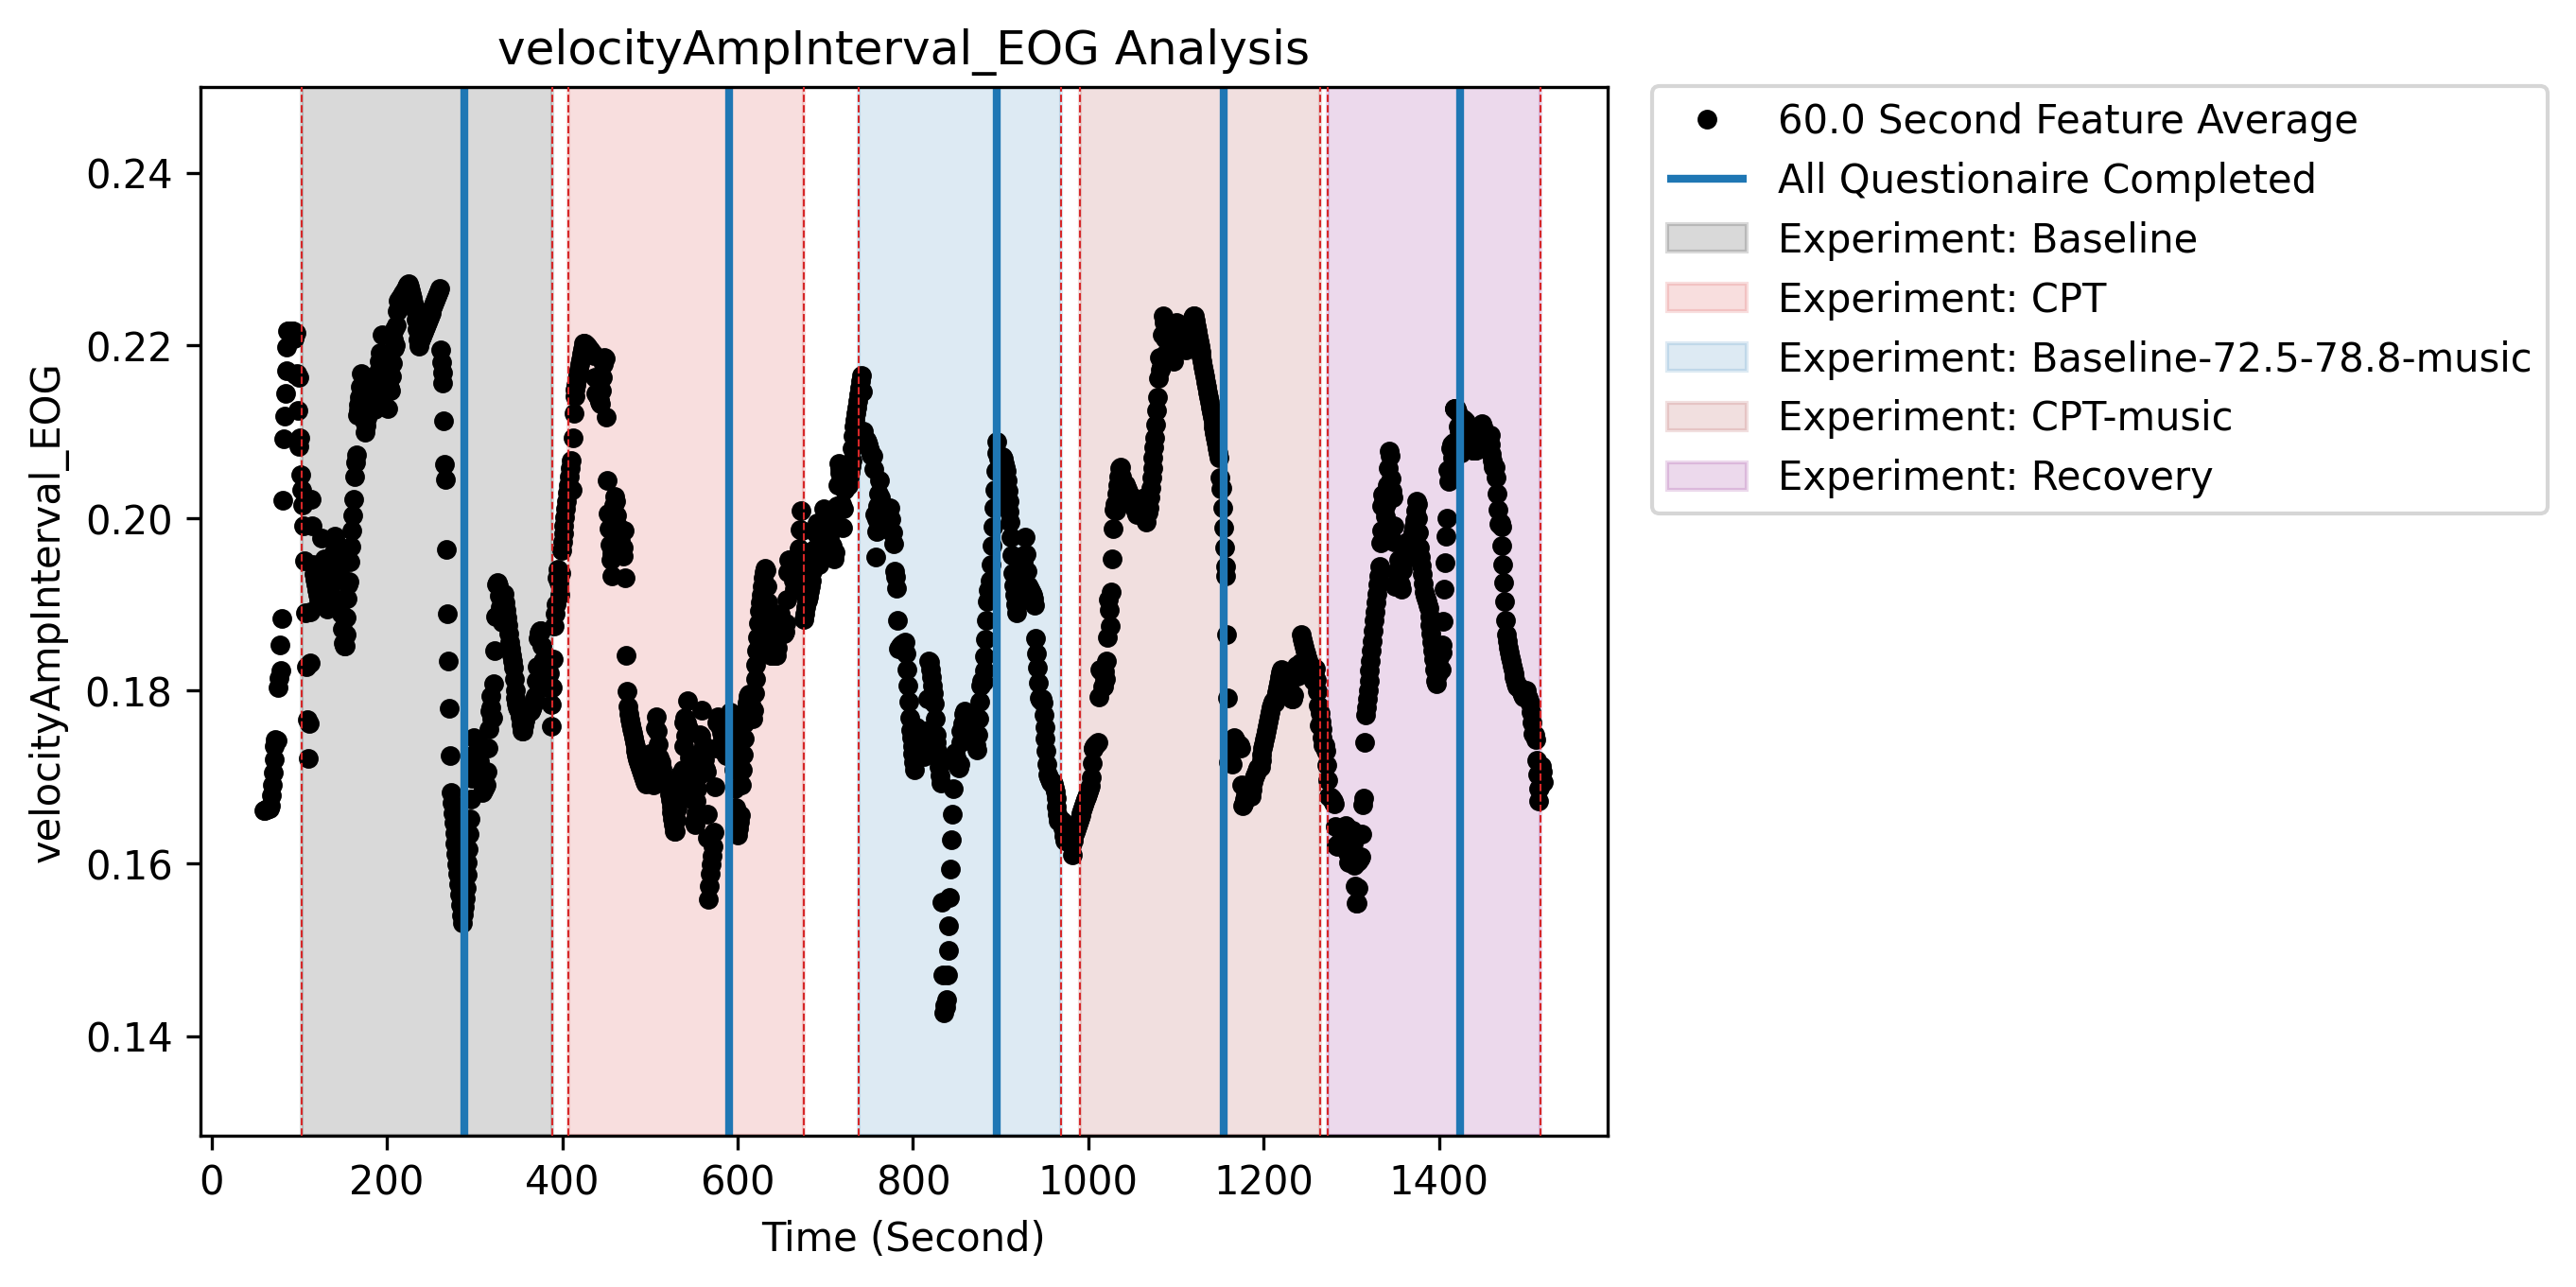 velocityAmpInterval_EOG Analysis
velocityAmpInterval_EOG
0.24
0.22
0.20
0.18
0.16
0.14
0 200 400 600 800 1000 1200 1400
Time (Second)
60.0 Second Feature Average
All Questionaire Completed
Experiment: Baseline
Experiment: CPT
Experiment: Baseline-72.5-78.8-music
Experiment: CPT-music
Experiment: Recovery